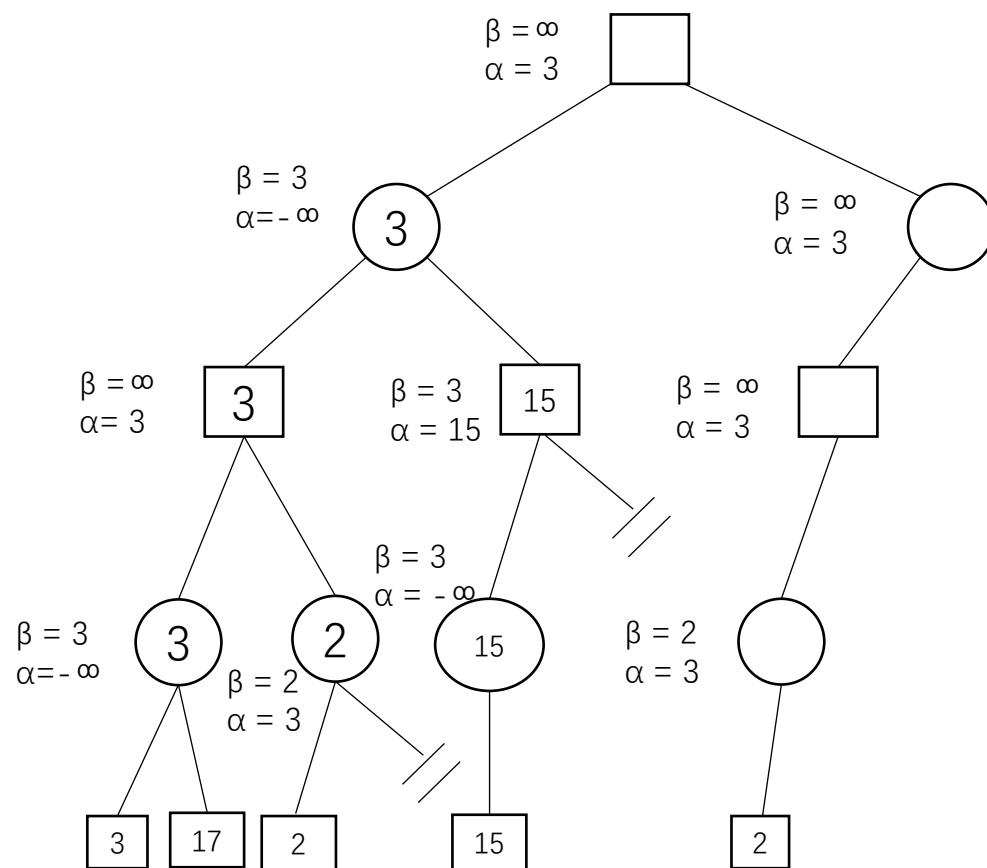 β = ∞
α = 3
β = 3
α=- ∞
3
β = ∞
α = 3
β = ∞
α= 3
3
β = 3
α = 15
15
β = ∞
α = 3
β = 3
α = -∞
β = 3
α=- ∞
3
2
β = 2
α = 3
15
β = 2
α = 3
3
17
2
15
2